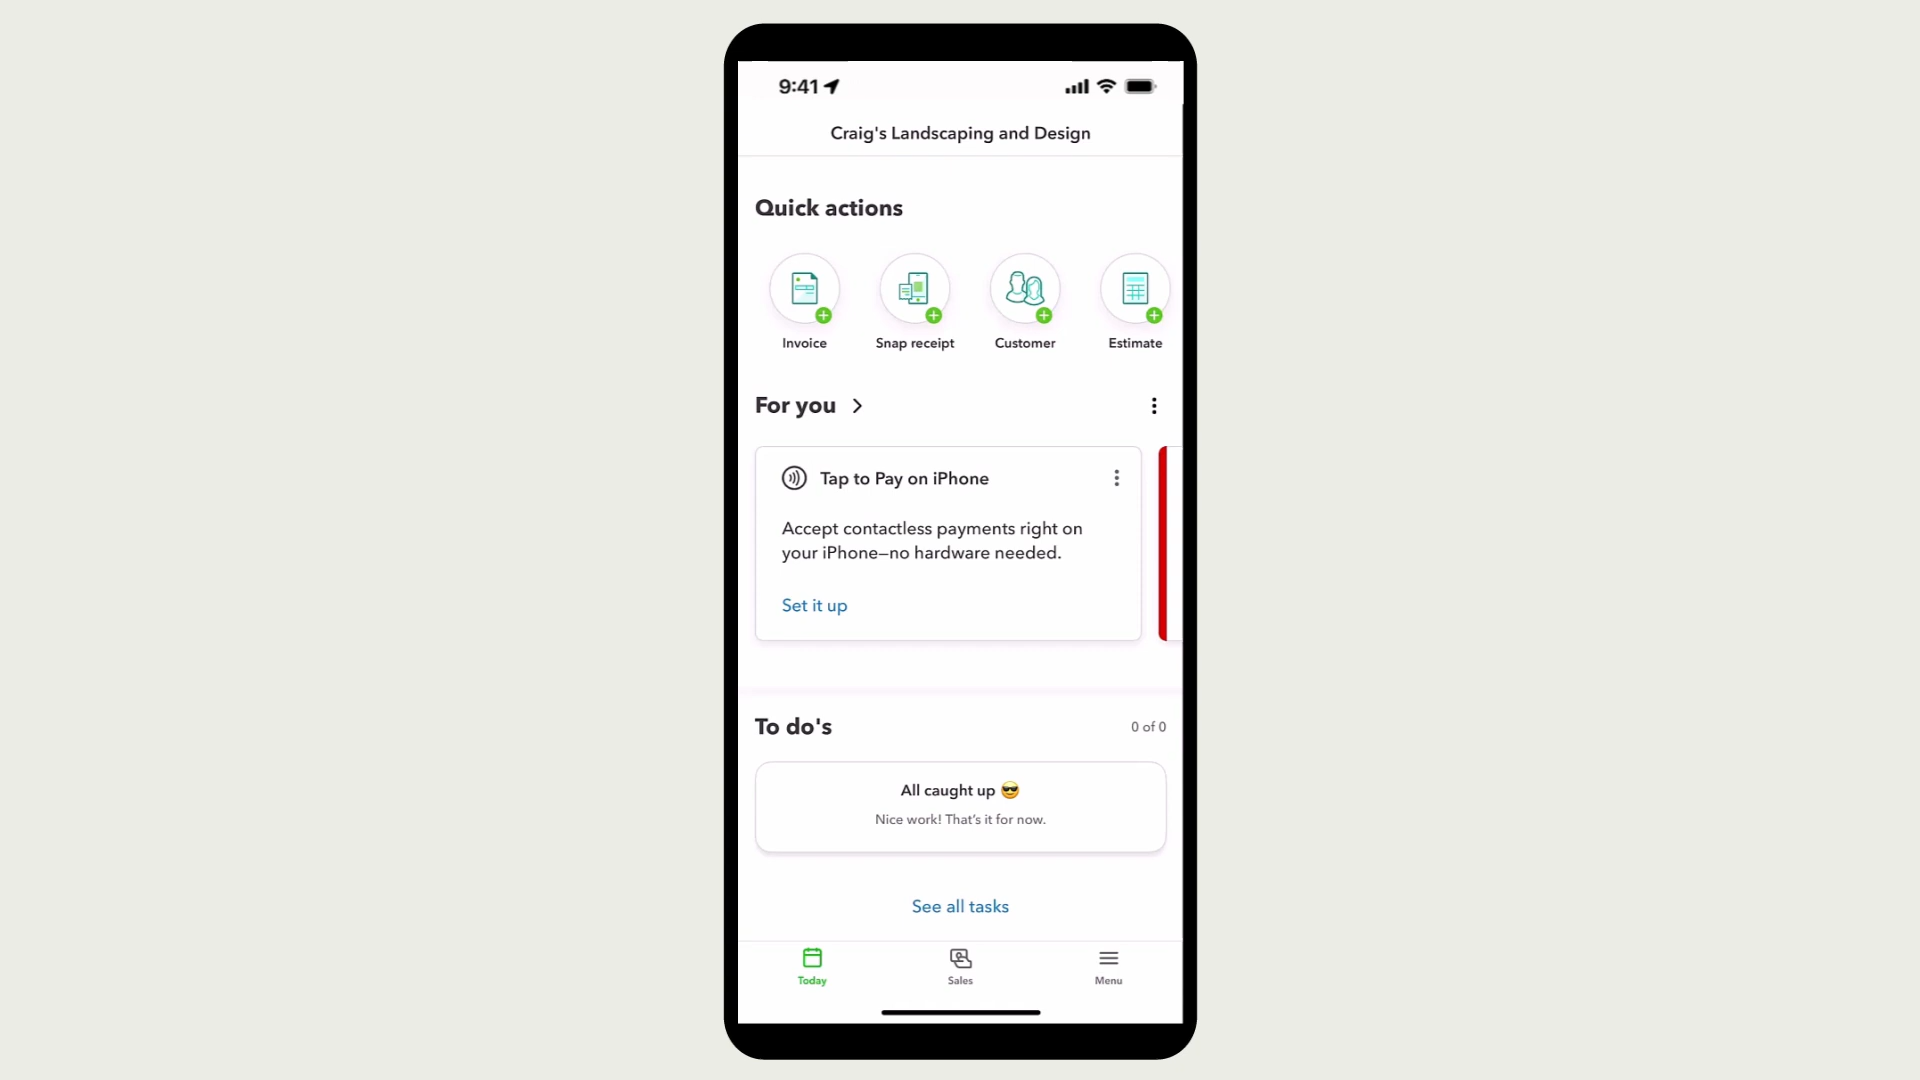 9:41
Craig's Landscaping and Design
Quick actions
Invoice
Snap receipt
Customer
Estimate
For you
Tap to Pay on iPhone
Accept contactless payments right on
your iPhone—no hardware needed.
Set it up
To do's
0 of 0
All caught up 😎
Nice work! That's it for now.
See all tasks
Today
Sales
Menu